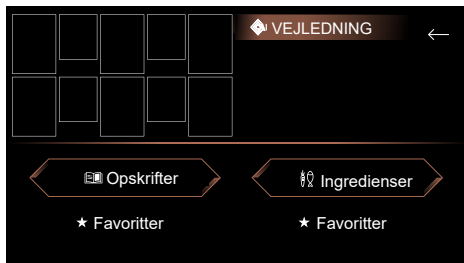 VEJLEDNING
Opskrifter
Ingredienser
★ Favoritter
★ Favoritter